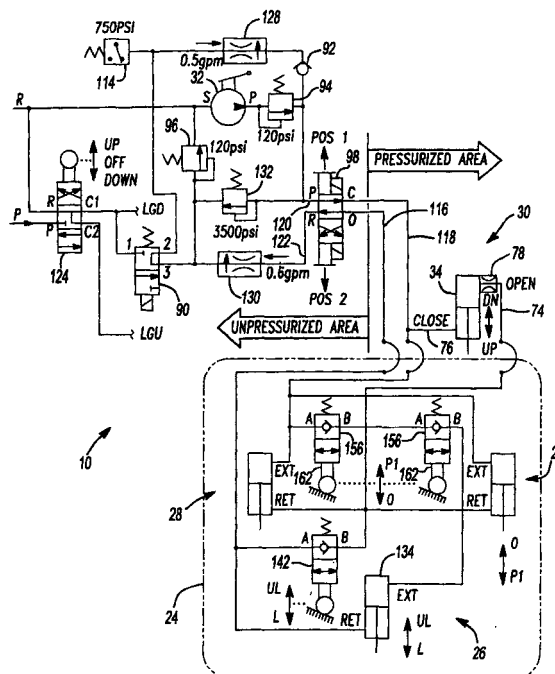 750PSI
128
114
0.5gpm
92
32
R
S
P
94
120psi
96
120psi
POS 1
98
PRESSURIZED AREA
UP
OFF
DOWN
132
R
C1
LGD
P
P
C2
1
2
3
3500psi
122
120
P
C
R
O
116
118
30
78
34
OPEN
DN
74
124
90
0.6gpm
130
POS 2
UNPRESSURIZED AREA
CLOSE
76
UP
10
A
B
156
A
B
156
EXT
162
P1
O
162
EXT
28
RET
RET
A
B
142
134
O
P1
24
UL
L
RET
EXT
UL
L
26